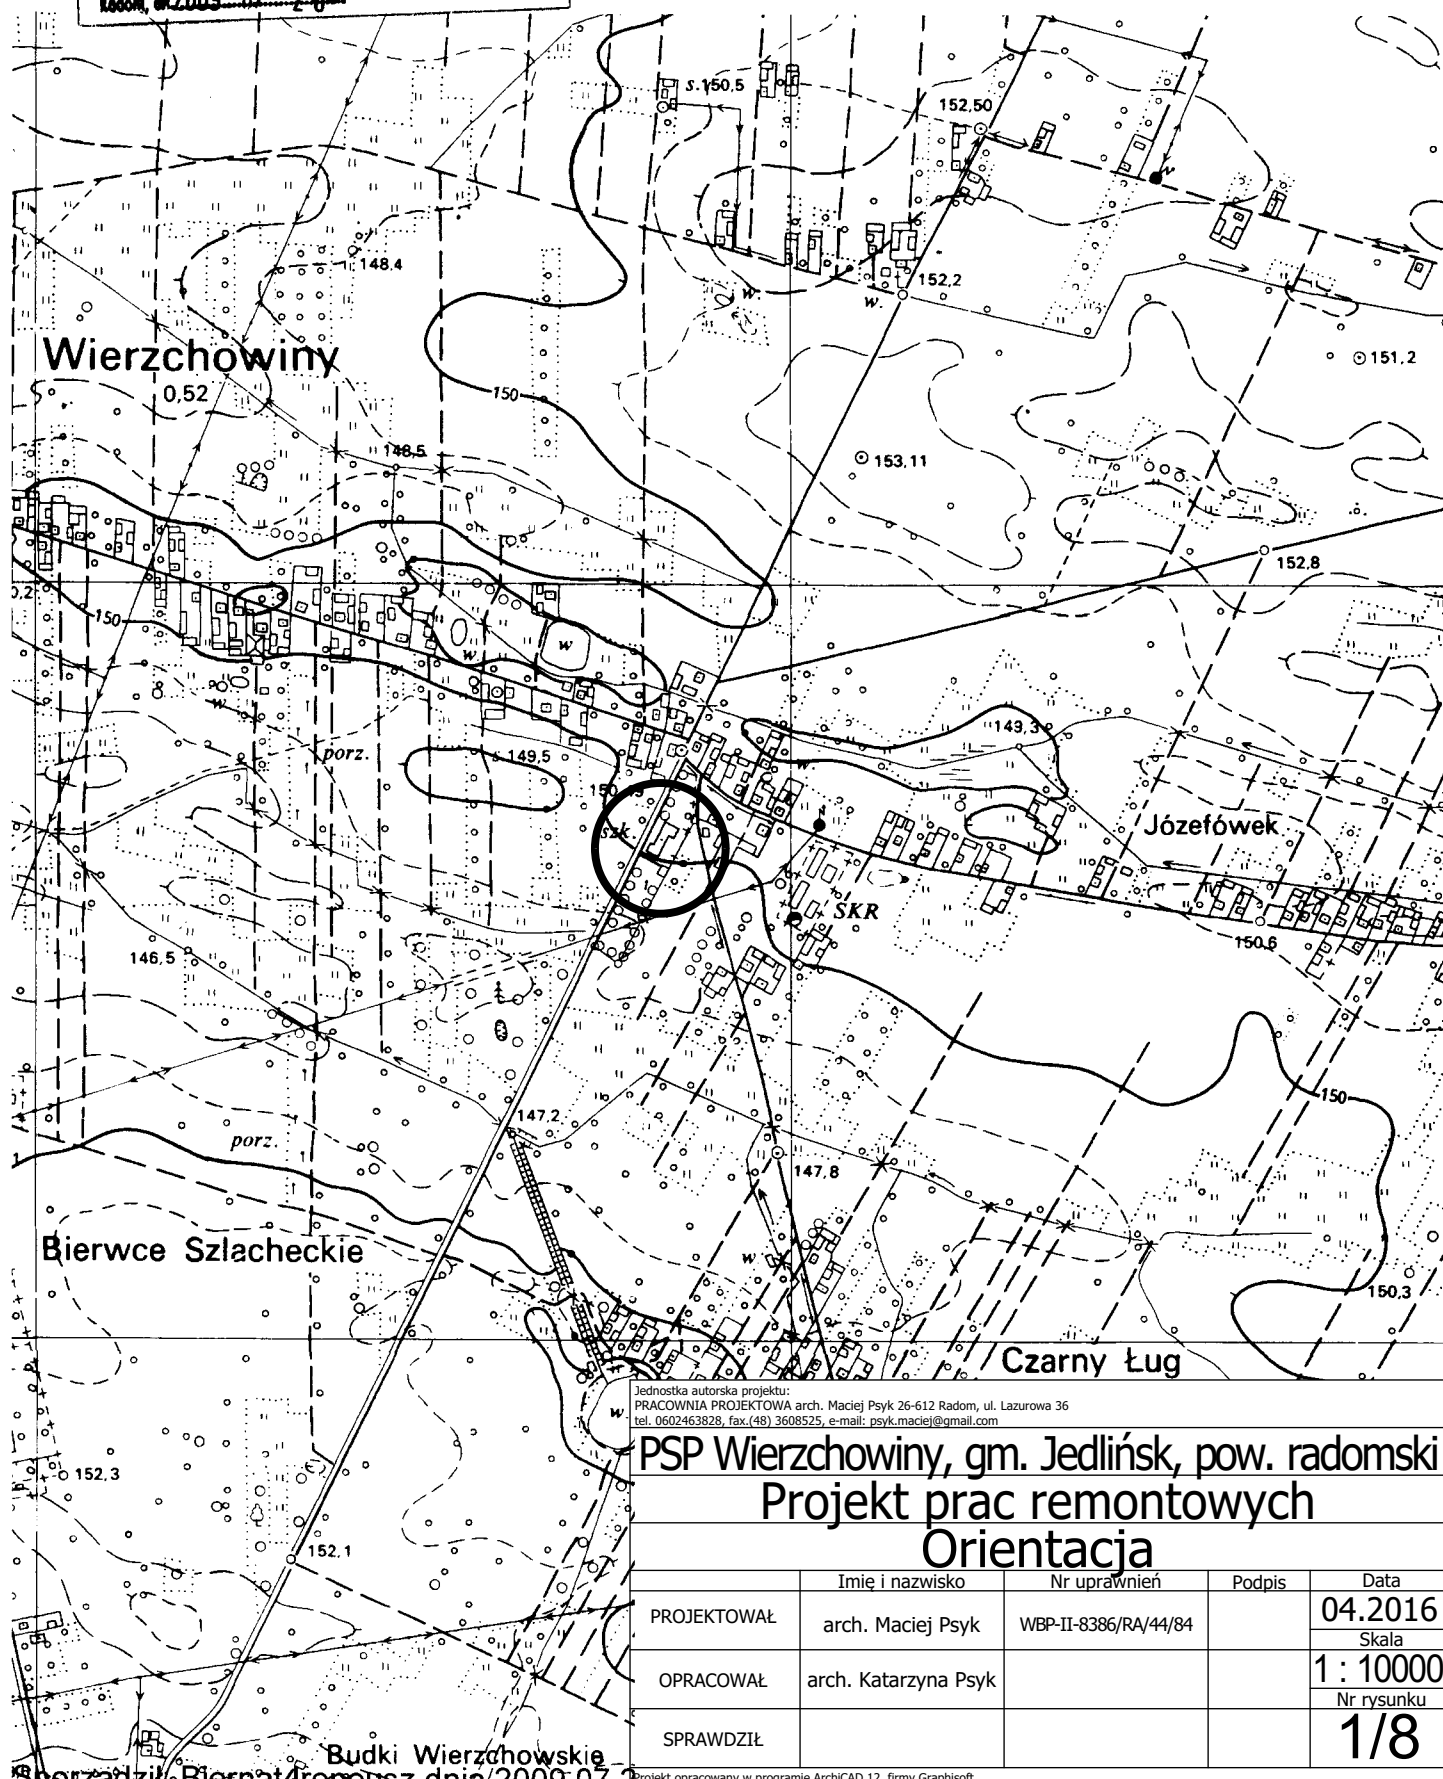 s.150,5
152,50
148.4
152,2
Wierzchowiny
0,52
151,2
150
148,5
153,11
152,8
0,2
150
w
w
w
143,3
porz.
s.149,5
w
szk.
Józefówek
SKR
146,5
150,6
147,2
150
porz.
147,8
Bierwce Szlacheckie
w
150,3
Czarny Ług
w
152,3
152,1
Budki Wierzchowskie
Jednostka autorska projektu:
PRACOWNIA PROJEKTOWA arch. Maciej Psyk 26-612 Radom, ul. Lazurowa 36
tel. 0602463828, fax.(48) 3608525, e-mail: psyk.maciej@gmail.com
PSP Wierzchowiny, gm. Jedlińsk, pow. radomski
Projekt prac remontowych
Orientacja
Imię i nazwisko Nr uprawnień Podpis Data
PROJEKTOWAŁ arch. Maciej Psyk WBP-II-8386/RA/44/84 04.2016
Skala
OPRACOWAŁ arch. Katarzyna Psyk 1 : 10000
Nr rysunku
SPRAWDZIŁ 1/8
Projekt opracowany w programie ArchiCAD 12, firmy Graphisoft